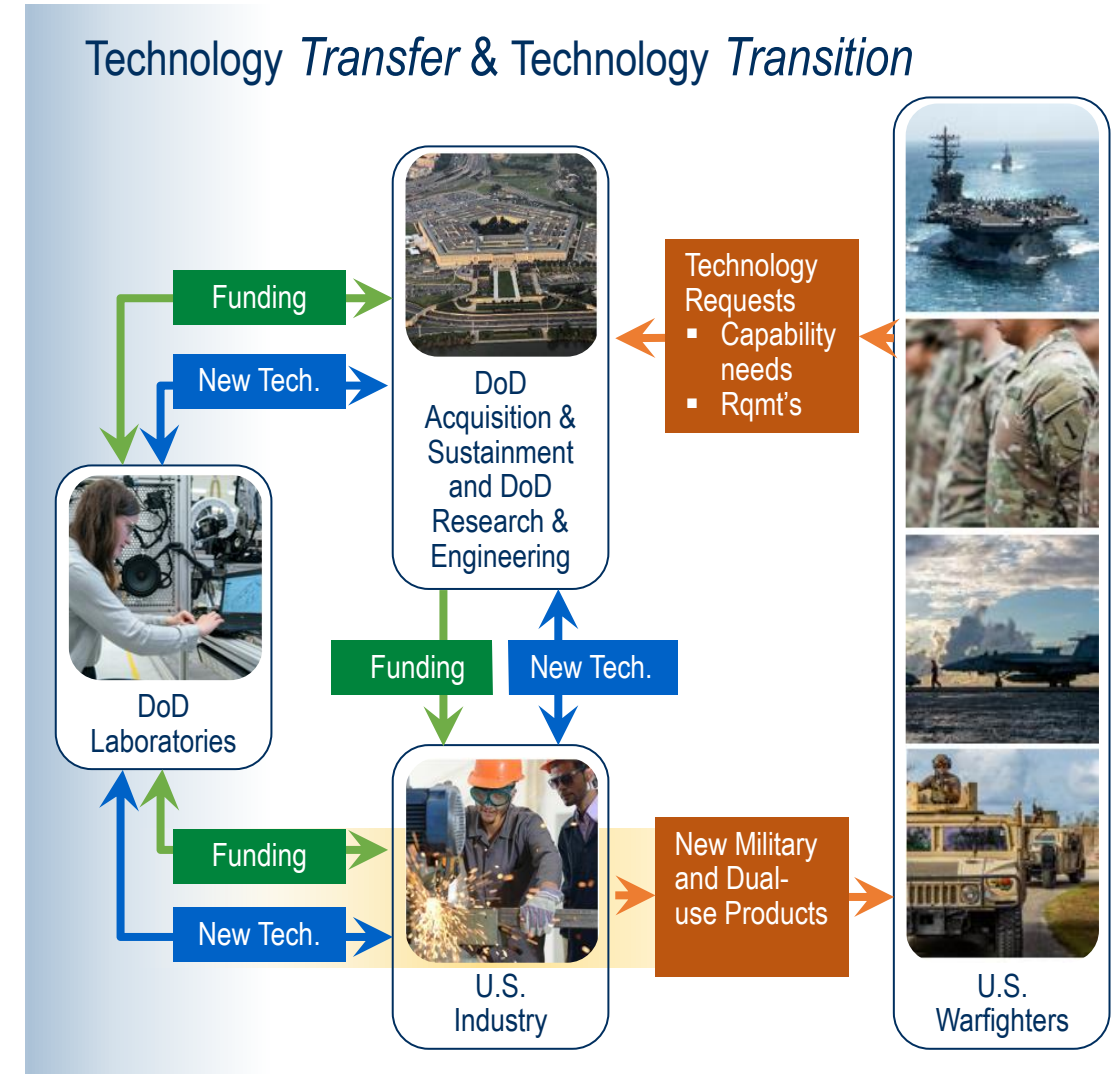 Technology Transfer & Technology Transition
Funding
New Tech.
DoD
Acquisition &
Sustainment
and DoD
Research &
Engineering
Technology
Requests
▪ Capability
needs
▪ Rqmt's
DoD
Laboratories
Funding
New Tech.
Funding
New Tech.
U.S.
Industry
New Military
and Dual-
use Products
U.S.
Warfighters
1